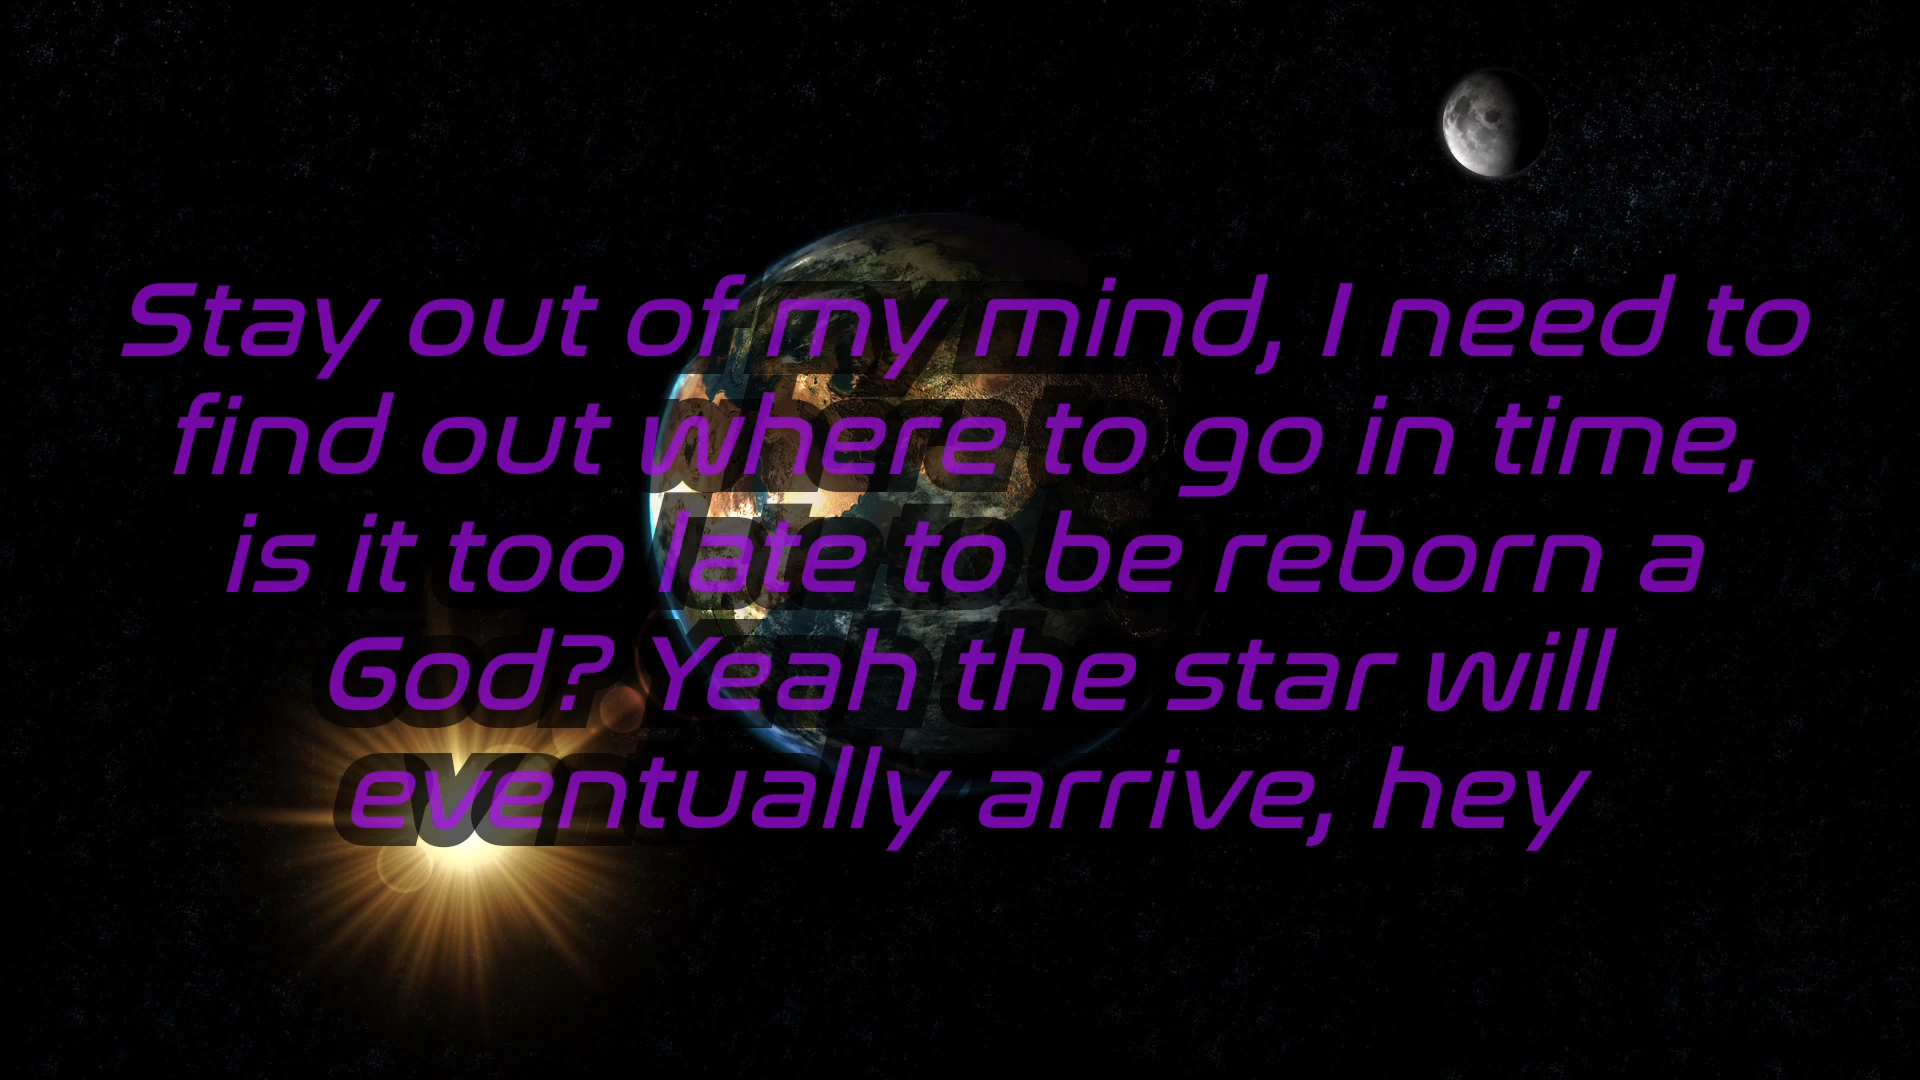 Stay out of my mind, I need to
find out where to go in time,
is it too late to be reborn a
God? Yeah the star will
eventually arrive, hey